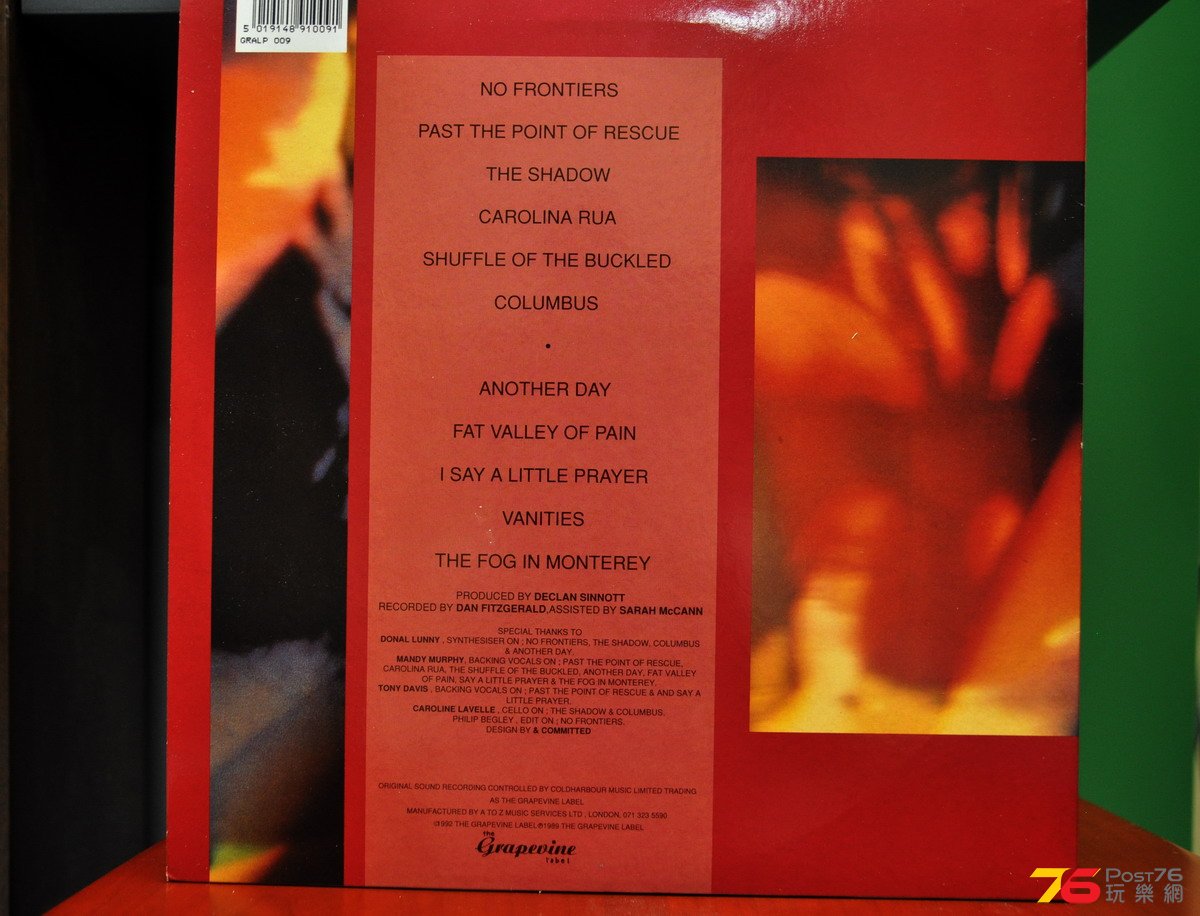 5 019148 910091
GRALP 009
NO FRONTIERS
PAST THE POINT OF RESCUE
THE SHADOW
CAROLINA RUA
SHUFFLE OF THE BUCKLED
COLUMBUS
•
ANOTHER DAY
FAT VALLEY OF PAIN
I SAY A LITTLE PRAYER
VANITIES
THE FOG IN MONTEREY
PRODUCED BY DECLAN SINNOTT
RECORDED BY DAN FITZGERALD,ASSISTED BY SARAH McCANN
SPECIAL THANKS TO
DONAL LUNNY , SYNTHESISER ON ; NO FRONTIERS, THE SHADOW, COLUMBUS
& ANOTHER DAY.
MANDY MURPHY, BACKING VOCALS ON ; PAST THE POINT OF RESCUE,
CAROLINA RUA, THE SHUFFLE OF THE BUCKLED, ANOTHER DAY, FAT VALLEY
OF PAIN, SAY A LITTLE PRAYER & THE FOG IN MONTEREY.
TONY DAVIS , BACKING VOCALS ON ; PAST THE POINT OF RESCUE & AND SAY A
LITTLE PRAYER.
CAROLINE LAVELLE , CELLO ON ; THE SHADOW & COLUMBUS.
PHILIP BEGLEY , EDIT ON ; NO FRONTIERS.
DESIGN BY & COMMITTED
ORIGINAL SOUND RECORDING CONTROLLED BY COLDHARBOUR MUSIC LIMITED TRADING
AS THE GRAPEVINE LABEL
MANUFACTURED BY A TO Z MUSIC SERVICES LTD , LONDON, 071 323 5590
©1992 THE GRAPEVINE LABEL℗1989 THE GRAPEVINE LABEL
the
Grapevine
label
76 POST76
玩樂網